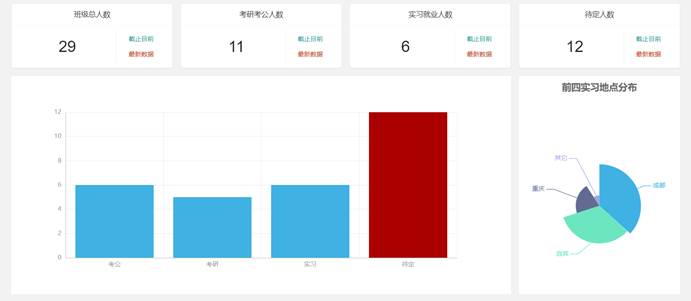 班级总人数
29
截止目前
最新数据
考研考公人数
11
截止目前
最新数据
实习就业人数
6
截止目前
最新数据
待定人数
12
截止目前
最新数据
12
10
8
6
4
2
0
考公
考研
实习
待定
前四实习地点分布
其它
重庆
成都
宜宾